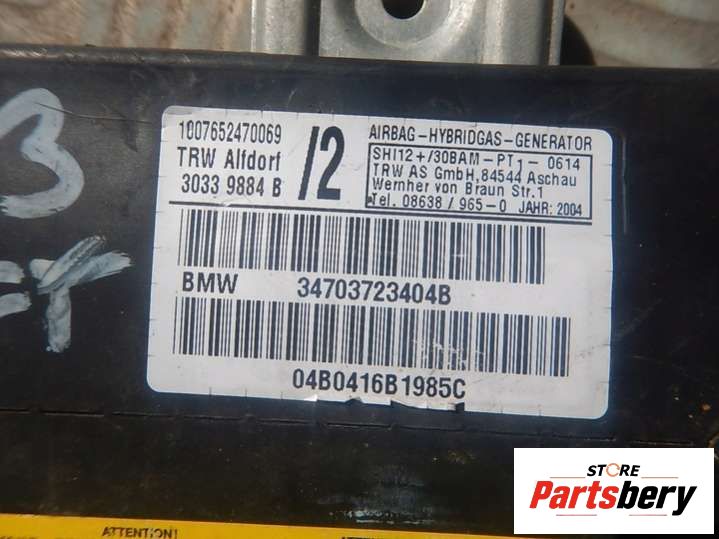 3
1007652470069
TRW Alfdorf
3033 9884 B
/2
AIRBAG-HYBRIDGAS-GENERATOR
SHI12+/30BAM-PT1-0614
TRW AS GmbH,84544 Aschau
Wernher von Braun Str.1
Tel. 08638/965-0 JAHR: 2004
BMW 34703723404B
04B0416B1985C
ATTENTION!
STORE
Partsbery